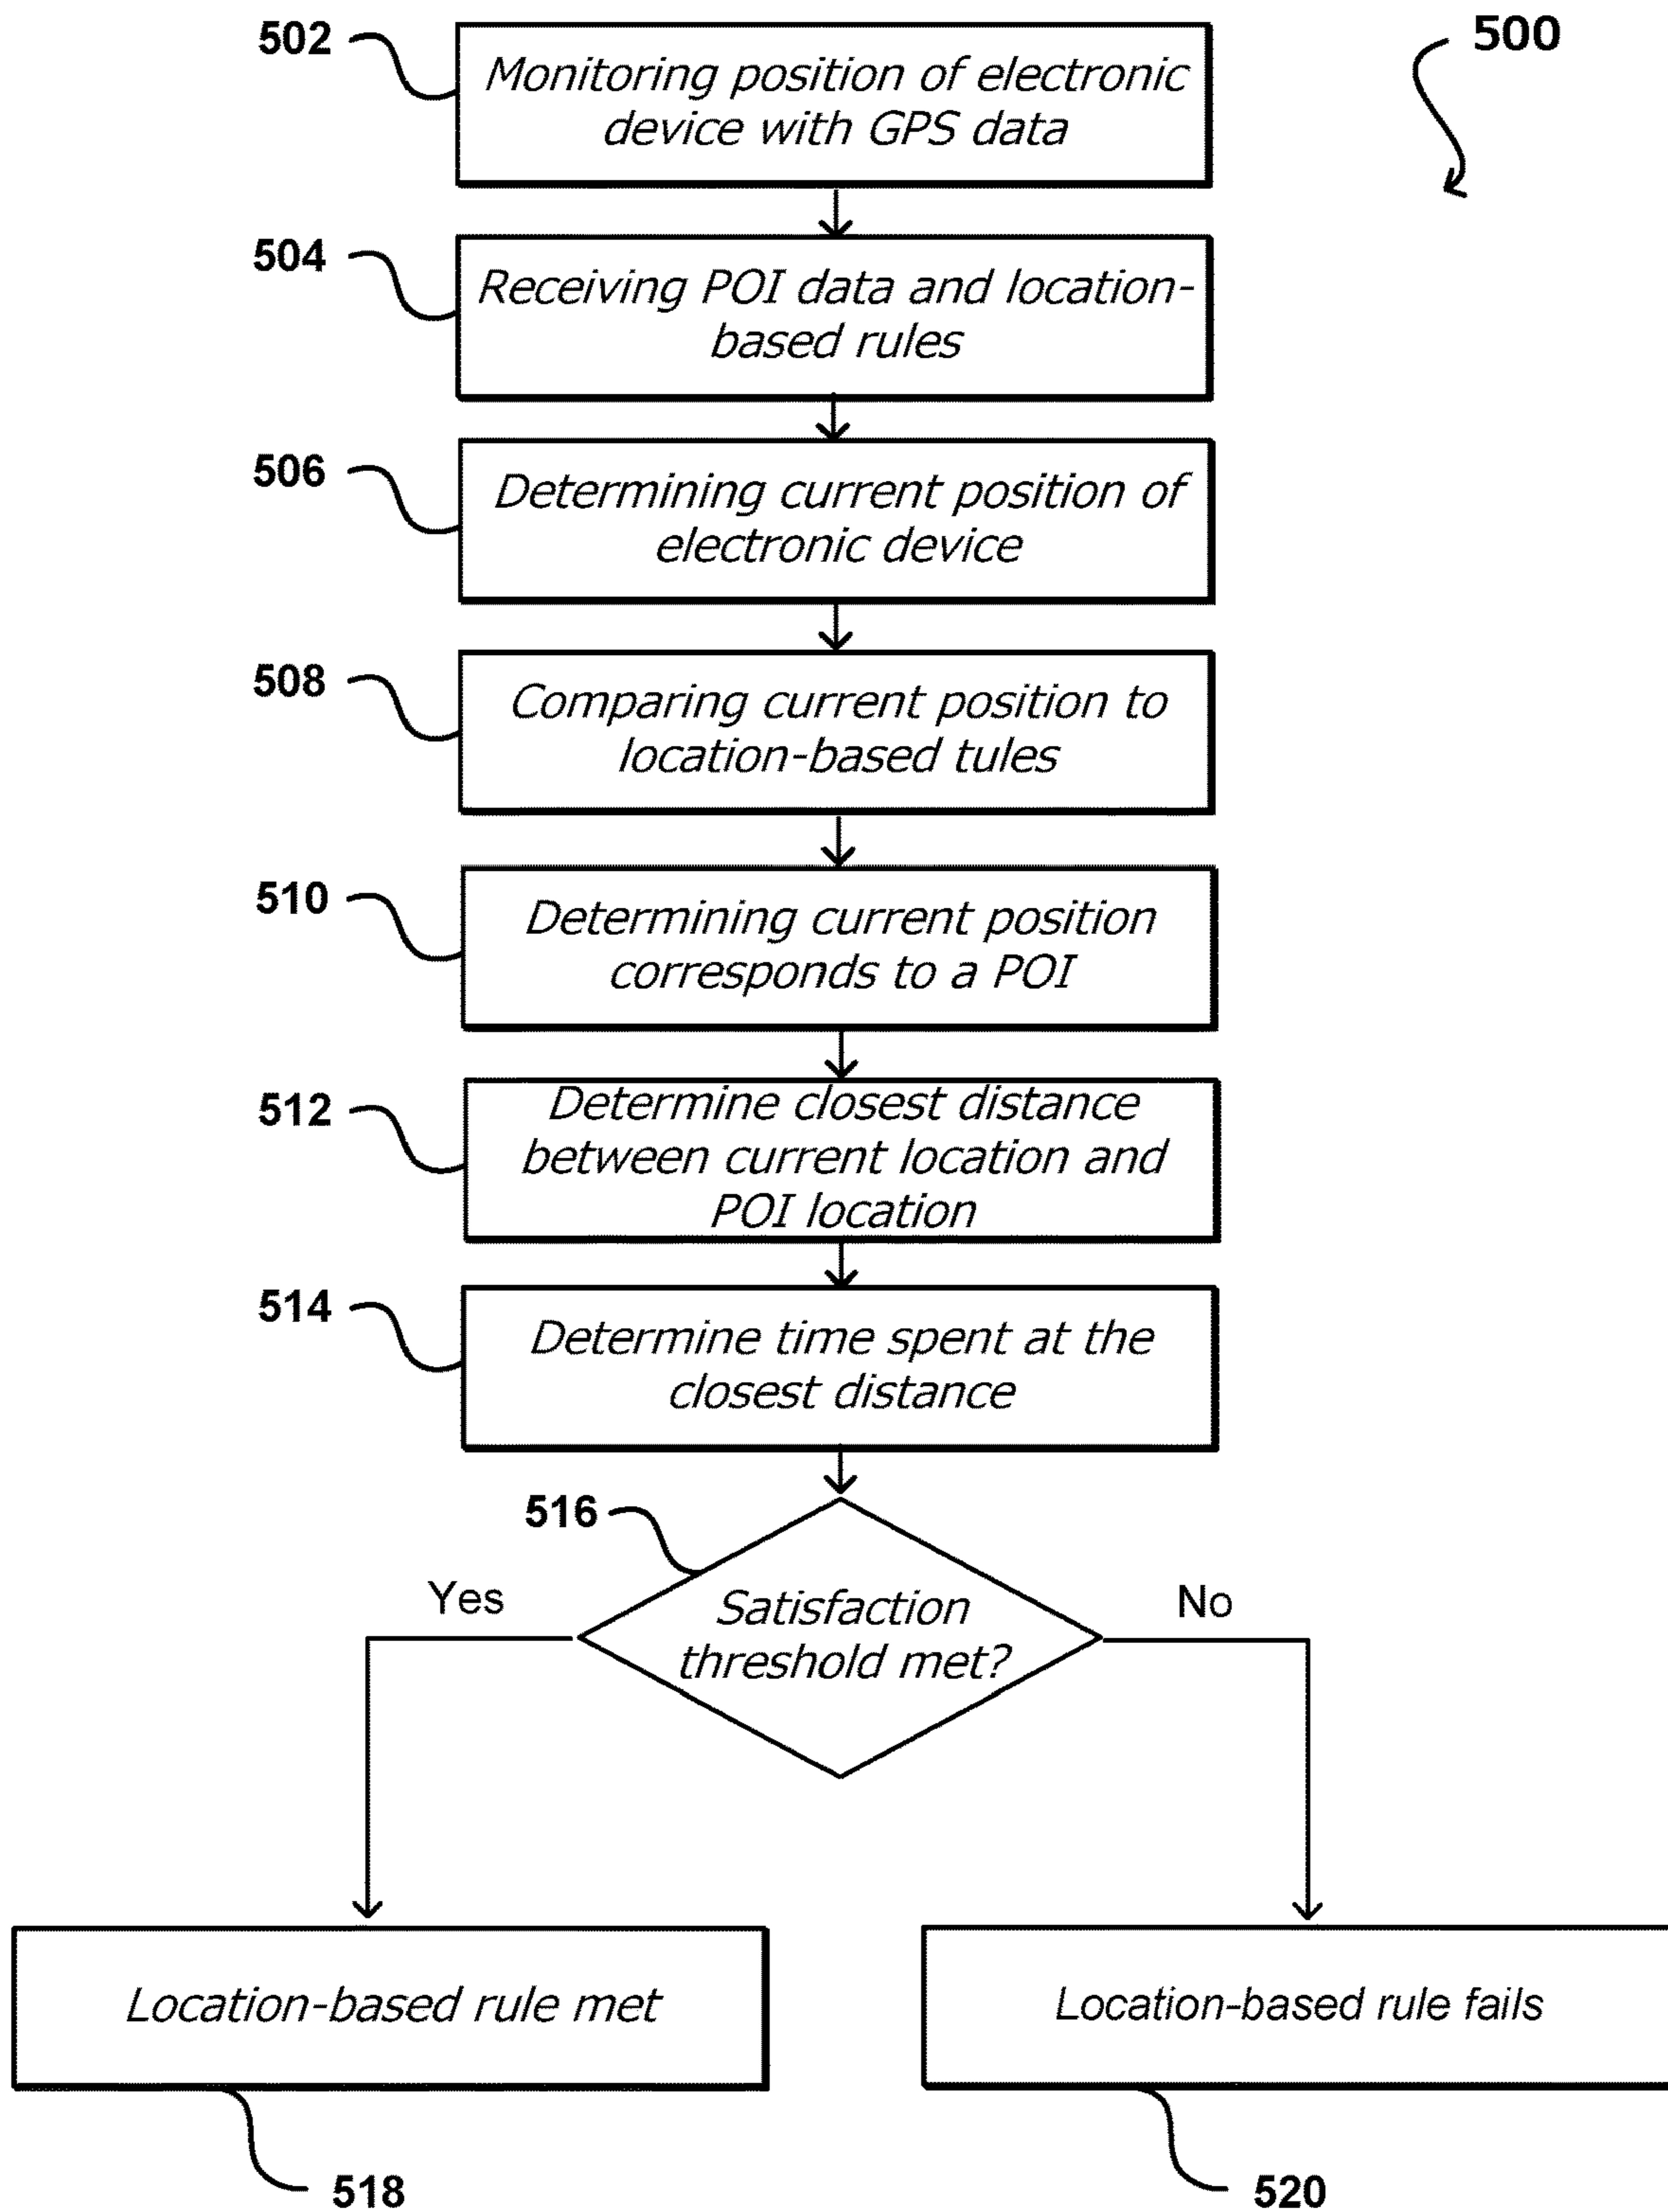 500
502
Monitoring position of electronic
device with GPS data
504
Receiving POI data and location-
based rules
506
Determining current position of
electronic device
508
Comparing current position to
location-based tules
510
Determining current position
corresponds to a POI
512
Determine closest distance
between current location and
POI location
514
Determine time spent at the
closest distance
516
Satisfaction
threshold met?
Yes
No
Location-based rule met
Location-based rule fails
518
520